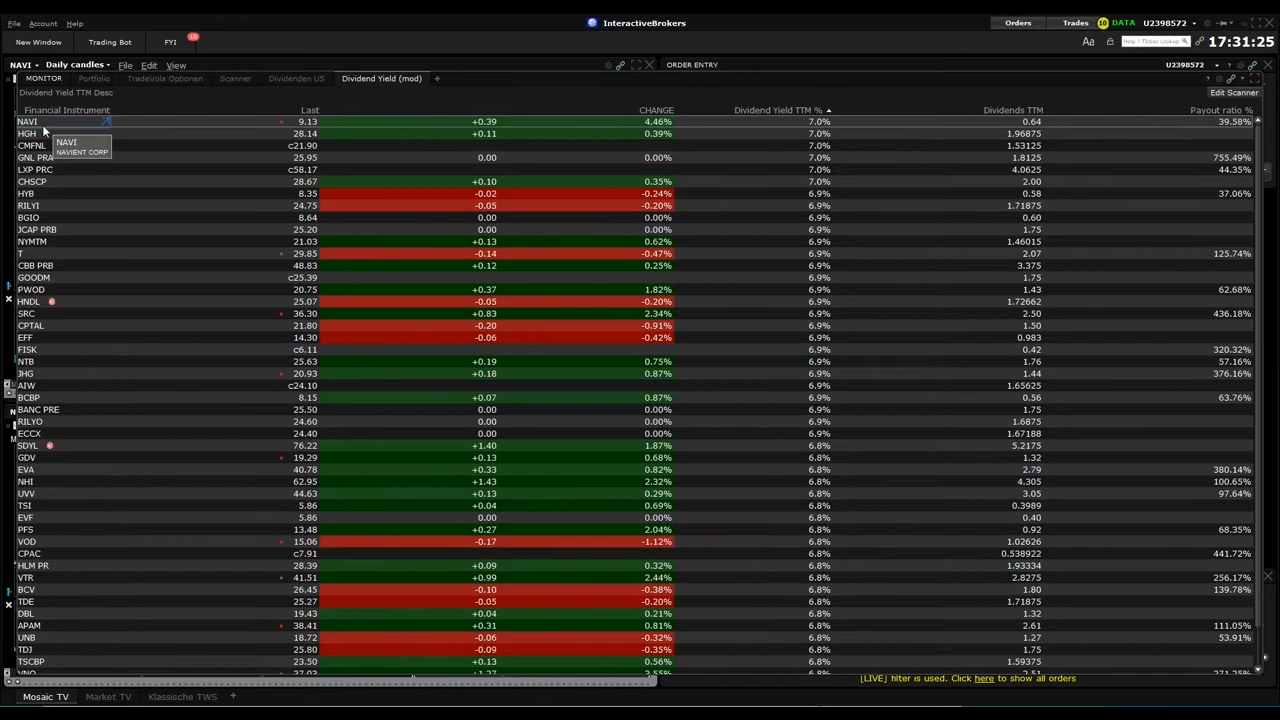 File Account Help InteractiveBrokers Orders Trades 10 DATA U2398572
New Window Trading Bot FYI 10 Aa Help / Ticker Lookup 17:31:25
NAVI Daily candles File Edit View ORDER ENTRY U2398572
MONITOR Portfolio TradeVola Optionen Scanner Dividenden US Dividend Yield (mod) +
Dividend Yield TTM Desc Edit Scanner
Financial Instrument Last CHANGE Dividend Yield TTM % Dividends TTM Payout ratio %
NAVI 9.13 +0.39 4.46% 7.0% 0.64 39.58%
HGH 28.14 +0.11 0.39% 7.0% 1.96875
NAVI
NAVIENT CORP
CMFNL c21.90 7.0% 1.53125
GNL PRA 25.95 0.00 0.00% 7.0% 1.8125 755.49%
LXP PRC c58.17 7.0% 4.0625 44.35%
CHSCP 28.67 +0.10 0.35% 7.0% 2.00
HYB 8.35 -0.02 -0.24% 6.9% 0.58 37.06%
RILYI 24.75 -0.05 -0.20% 6.9% 1.71875
BGIO 8.64 0.00 0.00% 6.9% 0.60
JCAP PRB 25.20 0.00 0.00% 6.9% 1.75
NYMTM 21.03 +0.13 0.62% 6.9% 1.46015
T 29.85 -0.14 -0.47% 6.9% 2.07 125.74%
CBB PRB 48.83 +0.12 0.25% 6.9% 3.375
GOODM c25.39 6.9% 1.75
PWOD 20.75 +0.37 1.82% 6.9% 1.43 62.68%
HNDL 25.07 -0.05 -0.20% 6.9% 1.72662
SRC 36.30 +0.83 2.34% 6.9% 2.50 436.18%
CPTAL 21.80 -0.20 -0.91% 6.9% 1.50
EFF 14.30 -0.06 -0.42% 6.9% 0.983
FISK c6.11 6.9% 0.42 320.32%
NTB 25.63 +0.19 0.75% 6.9% 1.76 57.16%
JHG 20.93 +0.18 0.87% 6.9% 1.44 376.16%
AIW c24.10 6.9% 1.65625
BCBP 8.15 +0.07 0.87% 6.9% 0.56 63.76%
BANC PRE 25.50 0.00 0.00% 6.9% 1.75
RILYO 24.60 0.00 0.00% 6.9% 1.6875
ECCX 24.40 0.00 0.00% 6.9% 1.67188
SDYL 76.22 +1.40 1.87% 6.8% 5.2175
GDV 19.29 +0.13 0.68% 6.8% 1.32
EVA 40.78 +0.33 0.82% 6.8% 2.79 380.14%
NHI 62.95 +1.43 2.32% 6.8% 4.305 100.65%
UVV 44.63 +0.13 0.29% 6.8% 3.05 97.64%
TSI 5.86 +0.04 0.69% 6.8% 0.3989
EVF 5.86 0.00 0.00% 6.8% 0.40
PFS 13.48 +0.27 2.04% 6.8% 0.92 68.35%
VOD 15.06 -0.17 -1.12% 6.8% 1.02626
CPAC c7.91 6.8% 0.538922 441.72%
HLM PR 28.39 +0.09 0.32% 6.8% 1.93334
VTR 41.51 +0.99 2.44% 6.8% 2.8275 256.17%
BCV 26.45 -0.10 -0.38% 6.8% 1.80 139.78%
TDE 25.27 -0.05 -0.20% 6.8% 1.71875
DBL 19.43 +0.04 0.21% 6.8% 1.32
APAM 38.41 +0.31 0.81% 6.8% 2.61 111.05%
UNB 18.72 -0.06 -0.32% 6.8% 1.27 53.91%
TDJ 25.80 -0.09 -0.35% 6.8% 1.75
TSCBP 23.50 +0.13 0.56% 6.8% 1.59375
VNO 37.03 +1.27 3.55% 6.8% 2.51 271.25%
[LIVE] filter is used. Click here to show all orders
Mosaic TV Market TV Klassische TWS +